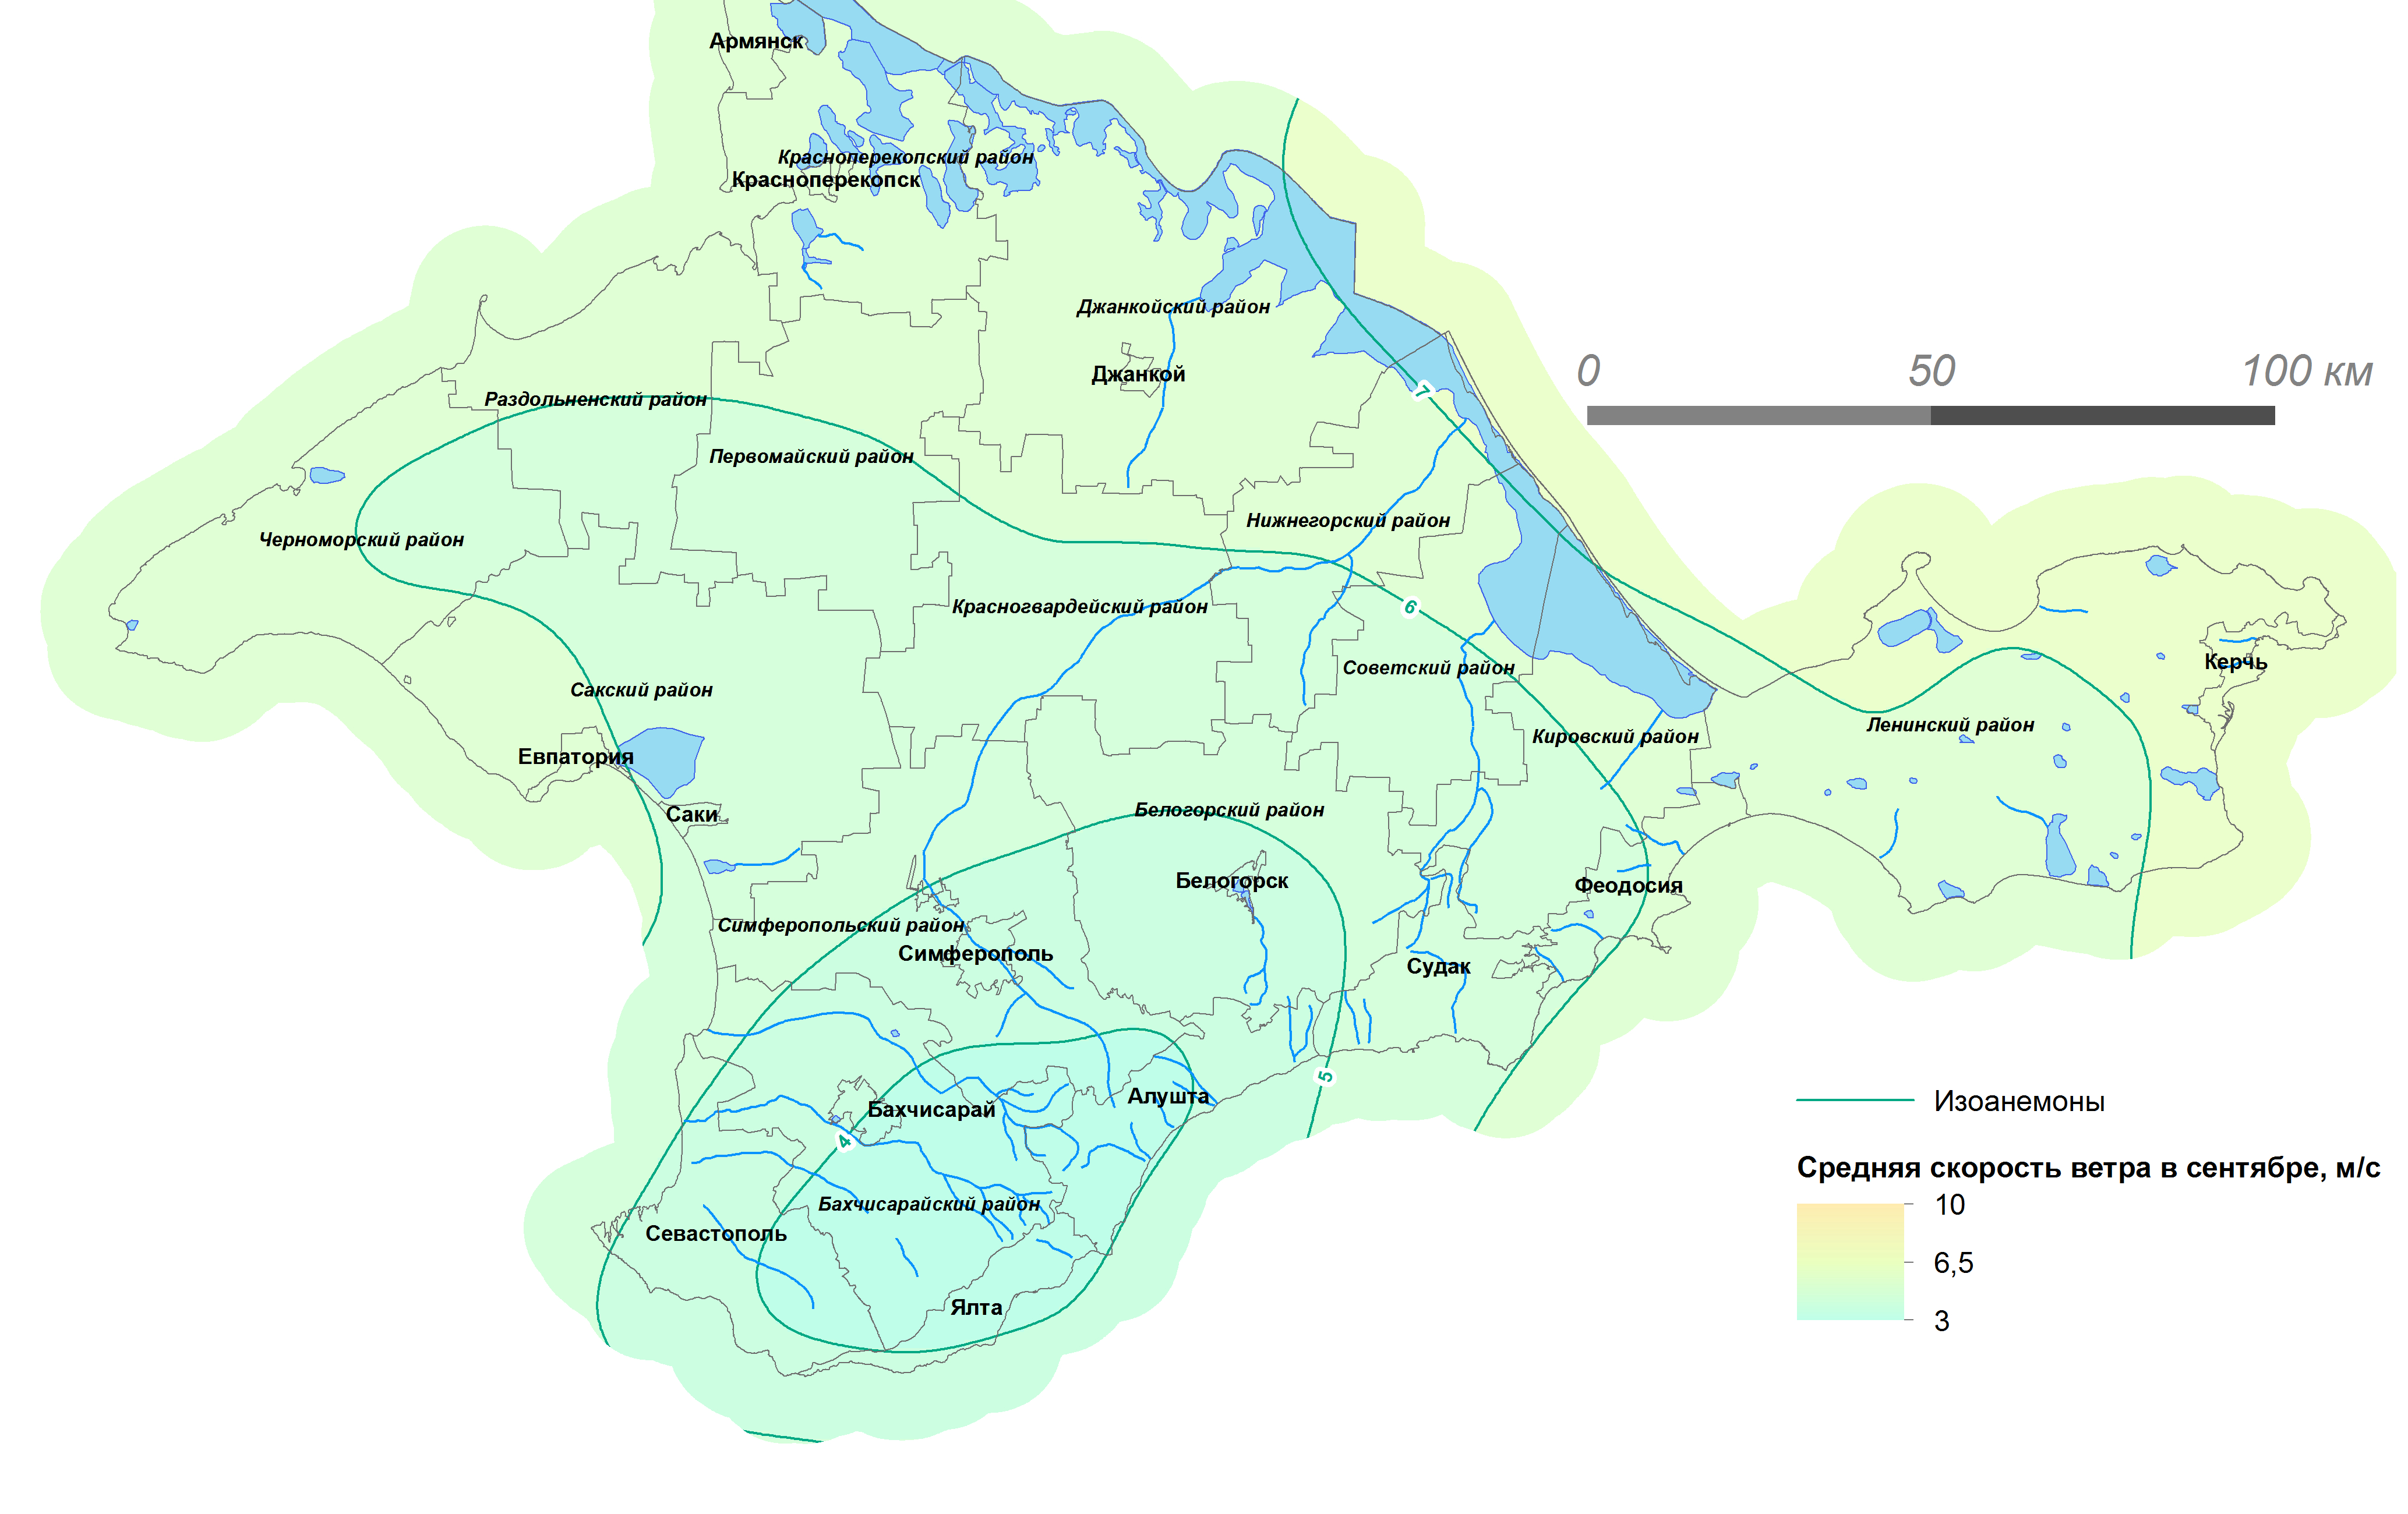 Армянск
Красноперекопский район
Красноперекопск
Джанкойский район
0 50 100 км
Джанкой
7
Раздольненский район
Первомайский район
Нижнегорский район
Черноморский район
Красногвардейский район
6
Керчь
Советский район
Сакский район
Ленинский район
Кировский район
Евпатория
Саки
Белогорский район
Белогорск
Феодосия
Симферопольский район
Симферополь
Судак
5
Алушта
Бахчисарай
4
Изоанемоны
Средняя скорость ветра в сентябре, м/с
10
6,5
3
Бахчисарайский район
Севастополь
Ялта